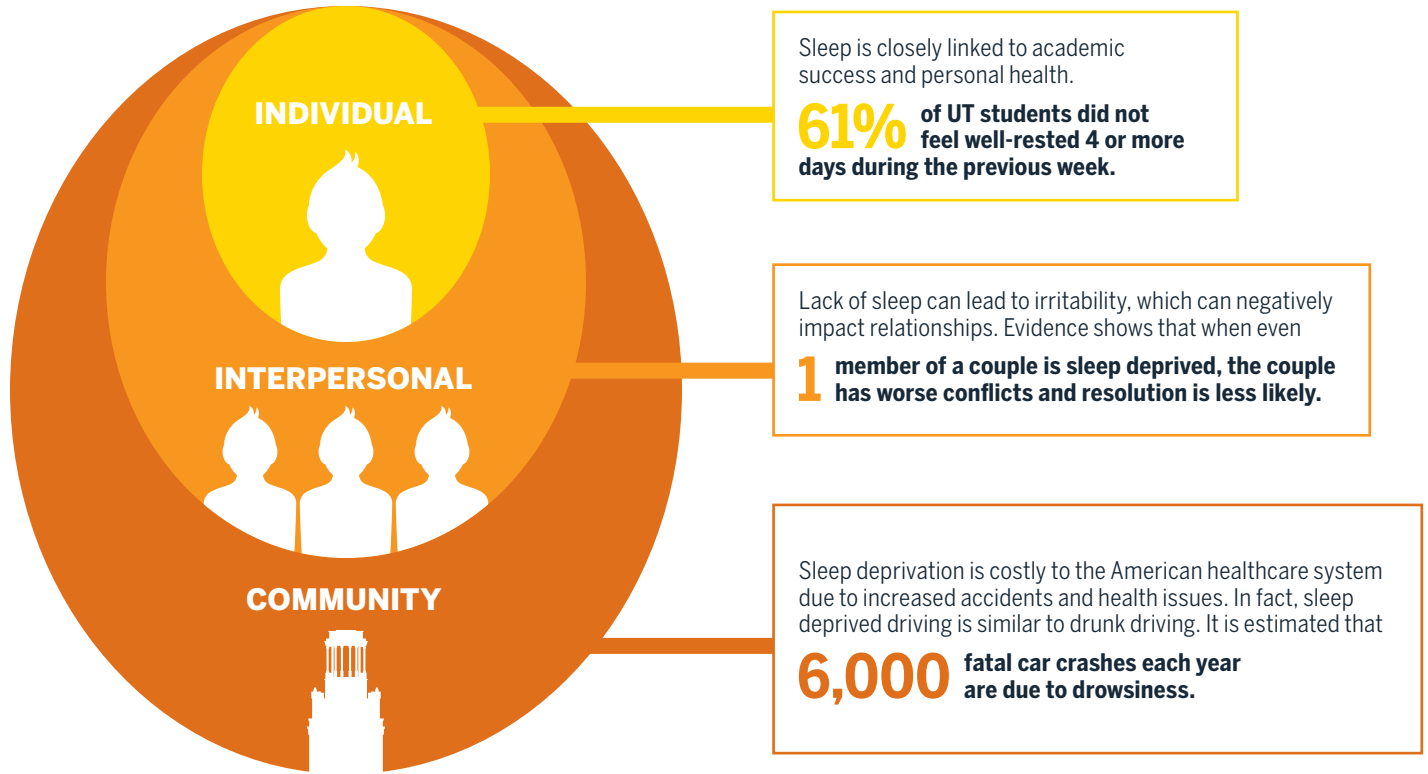 INDIVIDUAL
Sleep is closely linked to academic
success and personal health.
61% of UT students did not
feel well-rested 4 or more
days during the previous week.
INTERPERSONAL
Lack of sleep can lead to irritability, which can negatively
impact relationships. Evidence shows that when even
1 member of a couple is sleep deprived, the couple
has worse conflicts and resolution is less likely.
COMMUNITY
Sleep deprivation is costly to the American healthcare system
due to increased accidents and health issues. In fact, sleep
deprived driving is similar to drunk driving. It is estimated that
6,000 fatal car crashes each year
are due to drowsiness.